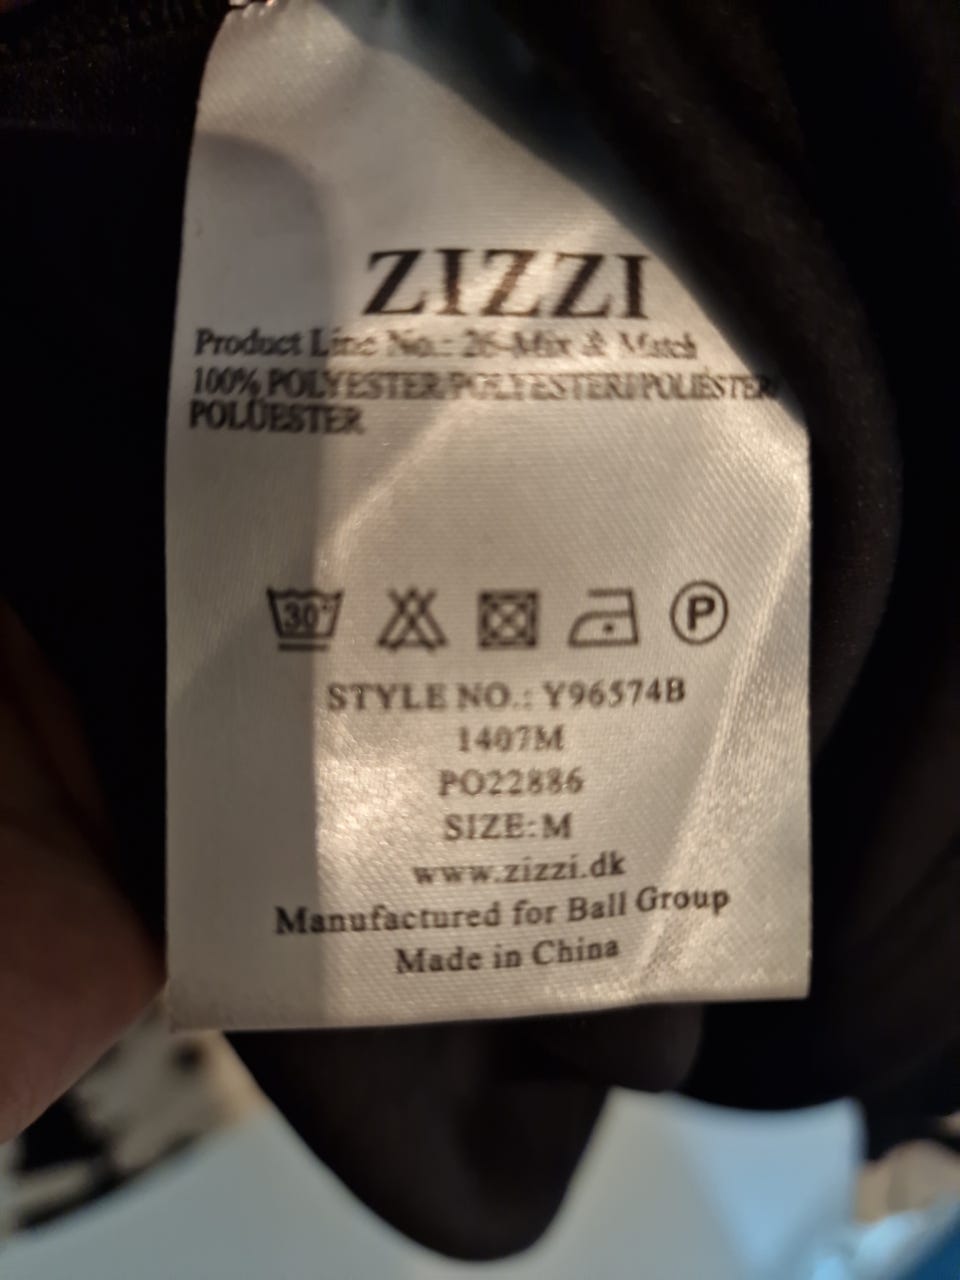 ZIZZI
Product Line No.: 26-Mix & Match
100% POLYESTER/POLYESTERI/POLIÉSTER/
POLÜESTER
30°
P
STYLE NO.: Y96574B
1407M
PO22886
SIZE: M
www.zizzi.dk
Manufactured for Ball Group
Made in China